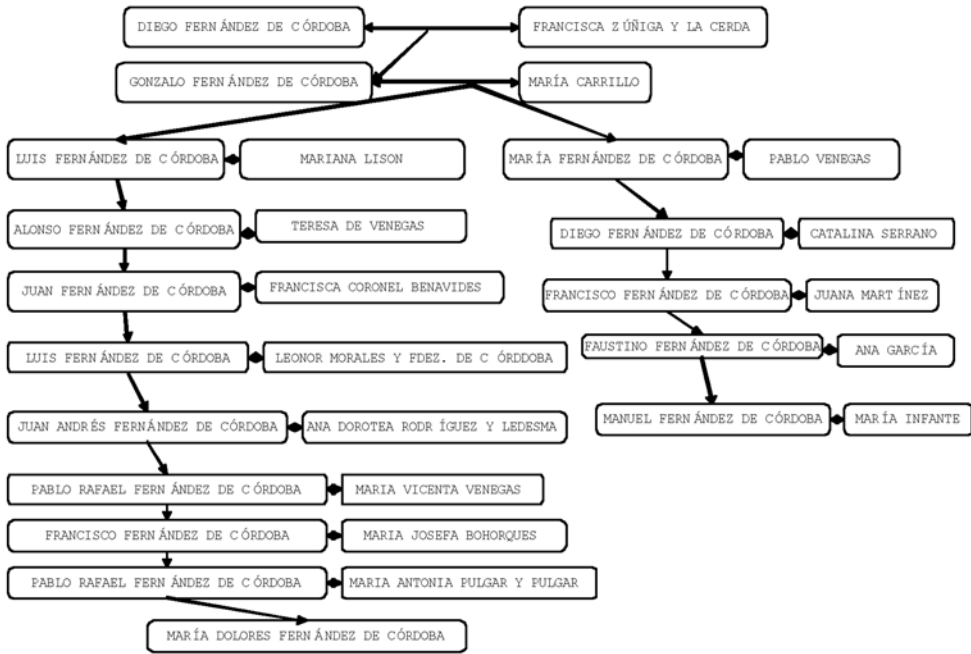 DIEGO FERNÁNDEZ DE CÓRDOBA
FRANCISCA ZÚÑIGA Y LA CERDA
GONZALO FERNÁNDEZ DE CÓRDOBA
MARÍA CARRILLO
LUIS FERNÁNDEZ DE CÓRDOBA
MARIANA LISON
MARÍA FERNÁNDEZ DE CÓRDOBA
PABLO VENEGAS
ALONSO FERNÁNDEZ DE CÓRDOBA
TERESA DE VENEGAS
DIEGO FERNÁNDEZ DE CÓRDOBA
CATALINA SERRANO
JUAN FERNÁNDEZ DE CÓRDOBA
FRANCISCA CORONEL BENAVIDES
FRANCISCO FERNÁNDEZ DE CÓRDOBA
JUANA MARTÍNEZ
LUIS FERNÁNDEZ DE CÓRDOBA
LEONOR MORALES Y FDEZ. DE CÓRDDOBA
FAUSTINO FERNÁNDEZ DE CÓRDOBA
ANA GARCÍA
JUAN ANDRÉS FERNÁNDEZ DE CÓRDOBA
ANA DOROTEA RODRÍGUEZ Y LEDESMA
MANUEL FERNÁNDEZ DE CÓRDOBA
MARÍA INFANTE
PABLO RAFAEL FERNÁNDEZ DE CÓRDOBA
MARIA VICENTA VENEGAS
FRANCISCO FERNÁNDEZ DE CÓRDOBA
MARIA JOSEFA BOHORQUES
PABLO RAFAEL FERNÁNDEZ DE CÓRDOBA
MARIA ANTONIA PULGAR Y PULGAR
MARÍA DOLORES FERNÁNDEZ DE CÓRDOBA